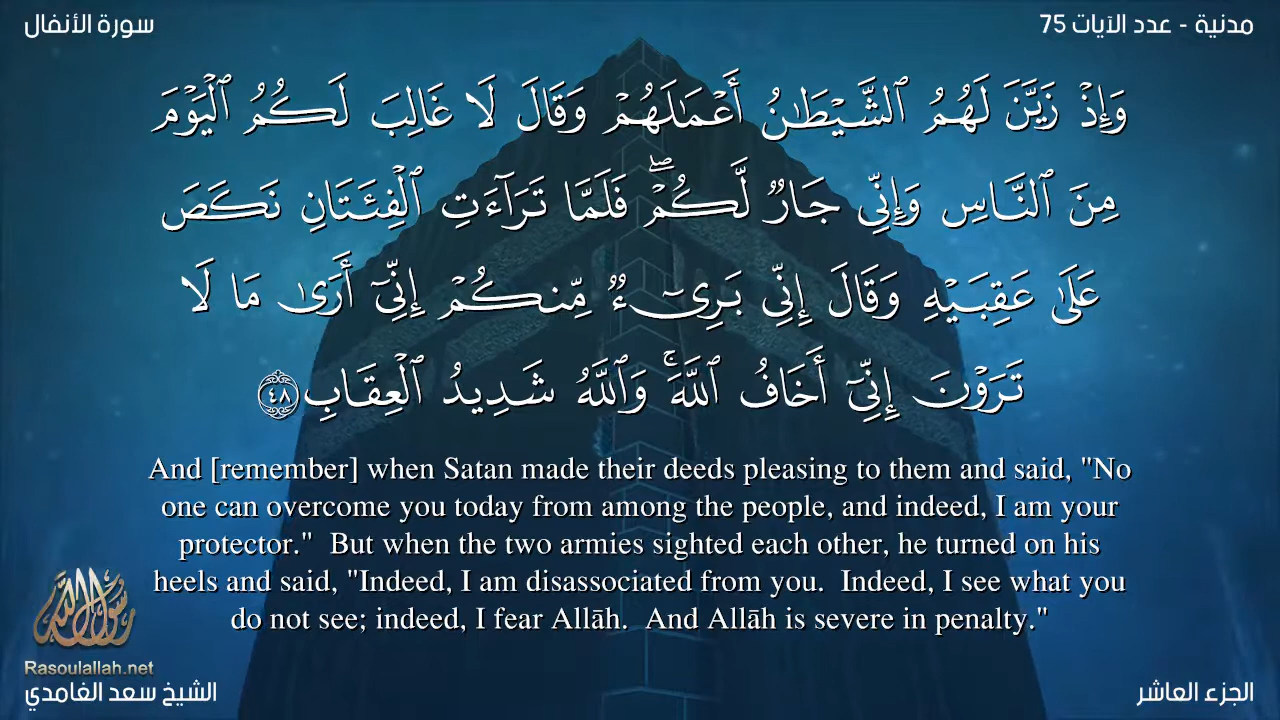 سورة الأنفال
مدنية - عدد الآيات 75
وَإِذْ زَيَّنَ لَهُمُ ٱلشَّيْطَٰنُ أَعْمَٰلَهُمْ وَقَالَ لَا غَالِبَ لَكُمُ ٱلْيَوْمَ
مِنَ ٱلنَّاسِ وَإِنِّى جَارٌ لَّكُمْ ۖ فَلَمَّا تَرَآءَتِ ٱلْفِئَتَانِ نَكَصَ
عَلَىٰ عَقِبَيْهِ وَقَالَ إِنِّى بَرِىٓءٌ مِّنكُمْ إِنِّىٓ أَرَىٰ مَا لَا
تَرَوْنَ إِنِّىٓ أَخَافُ ٱللَّهَ ۚ وَٱللَّهُ شَدِيدُ ٱلْعِقَابِ ٤٨
And [remember] when Satan made their deeds pleasing to them and said, "No
one can overcome you today from among the people, and indeed, I am your
protector."  But when the two armies sighted each other, he turned on his
heels and said, "Indeed, I am disassociated from you.  Indeed, I see what you
do not see; indeed, I fear Allāh.  And Allāh is severe in penalty."
رسول الله
Rasoulallah.net
الشيخ سعد الغامدي
الجزء العاشر